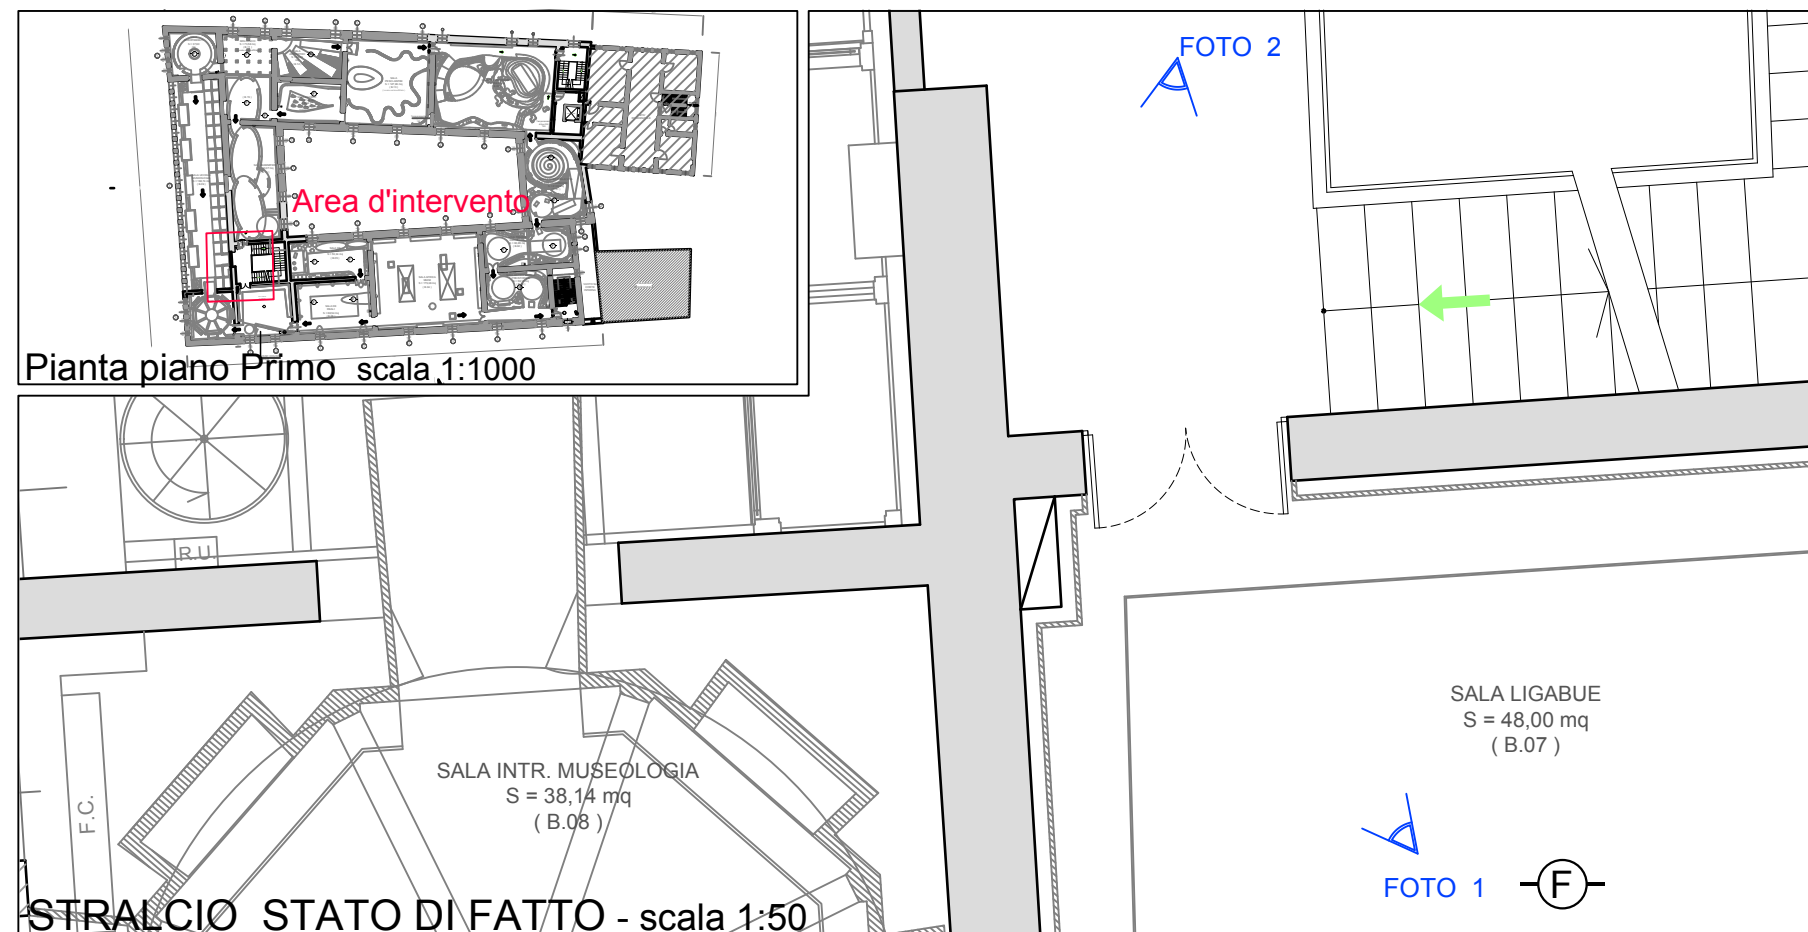 Area d'intervento
Pianta piano Primo scala 1:1000
FOTO 2
R.U.
F.C.
SALA INTR. MUSEOLOGIA
S = 38,14 mq
( B.08 )
SALA LIGABUE
S = 48,00 mq
( B.07 )
FOTO 1
F
STRALCIO STATO DI FATTO - scala 1:50